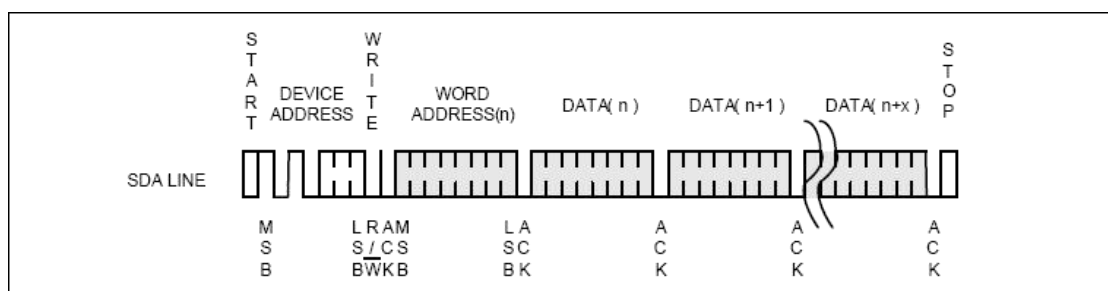 START
WRITE
STOP
DEVICE
ADDRESS
WORD
ADDRESS(n)
DATA( n )
DATA( n+1 )
DATA( n+x )
SDA LINE
MSB
LSB
R/W
ACK
MSB
LSB
ACK
ACK
ACK
ACK